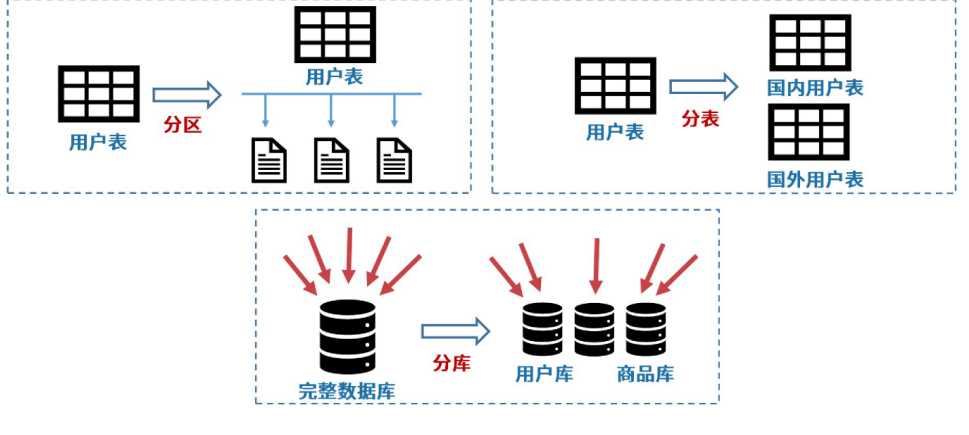 用户表
分区
用户表
用户表
分表
国内用户表
国外用户表
完整数据库
分库
用户库
商品库